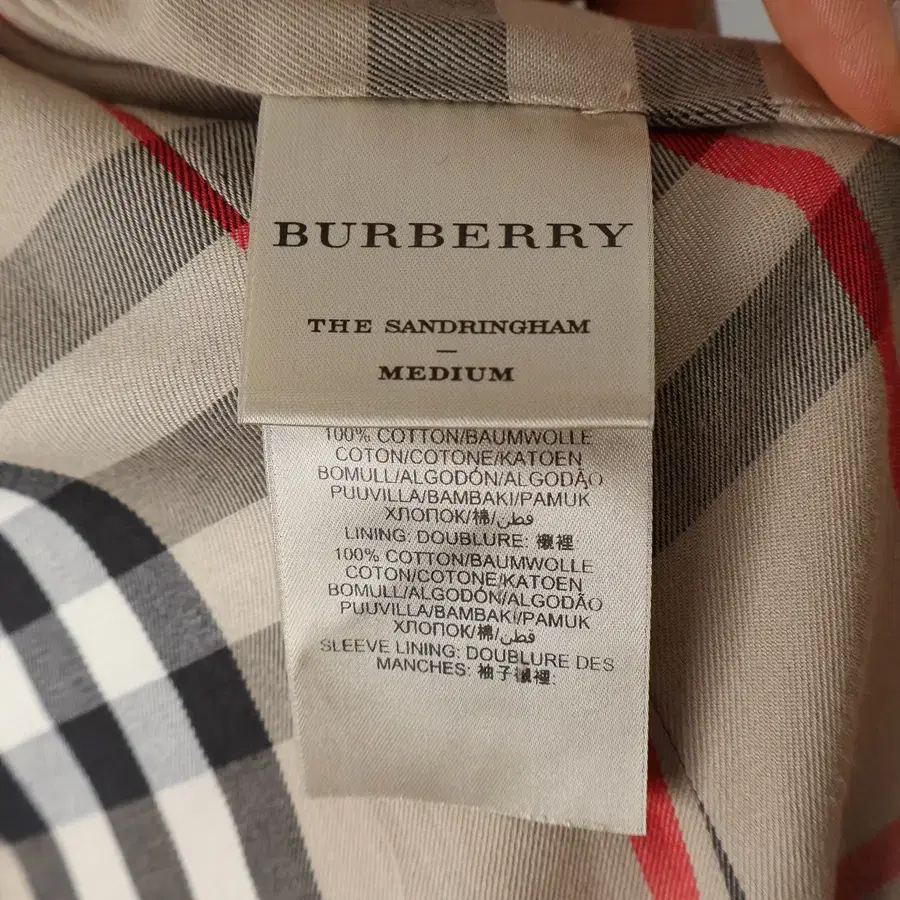 BURBERRY
THE SANDRINGHAM
–
MEDIUM
100% COTTON/BAUMWOLLE
COTON/COTONE/KATOEN
BOMULL/ALGODÓN/ALGODÃO
PUUVILLA/BAMBAKI/PAMUK
ХЛОПОК/棉/قطن
LINING: DOUBLURE: 襯裡
100% COTTON/BAUMWOLLE
COTON/COTONE/KATOEN
BOMULL/ALGODÓN/ALGODÃO
PUUVILLA/BAMBAKI/PAMUK
ХЛОПОК/棉/قطن
SLEEVE LINING: DOUBLURE DES
MANCHES: 袖子襯裡: